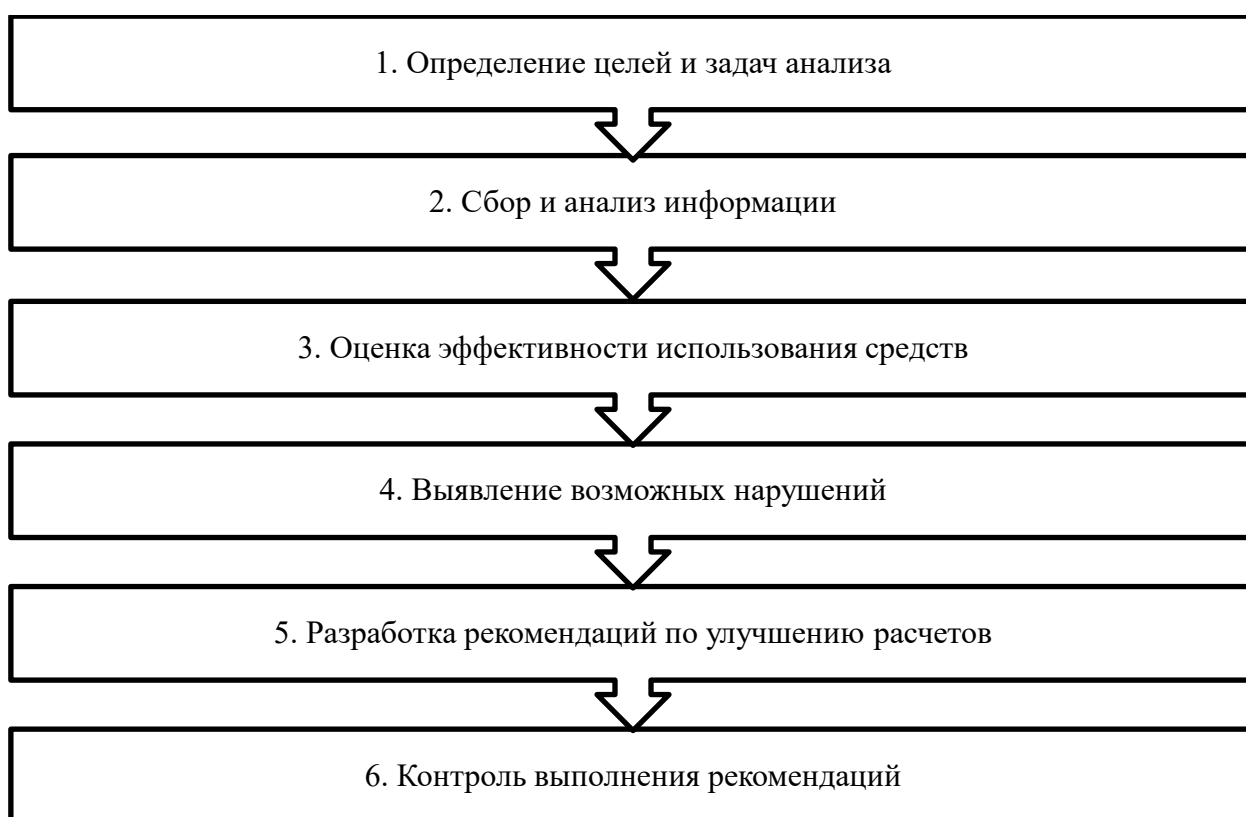 1. Определение целей и задач анализа
2. Сбор и анализ информации
3. Оценка эффективности использования средств
4. Выявление возможных нарушений
5. Разработка рекомендаций по улучшению расчетов
6. Контроль выполнения рекомендаций